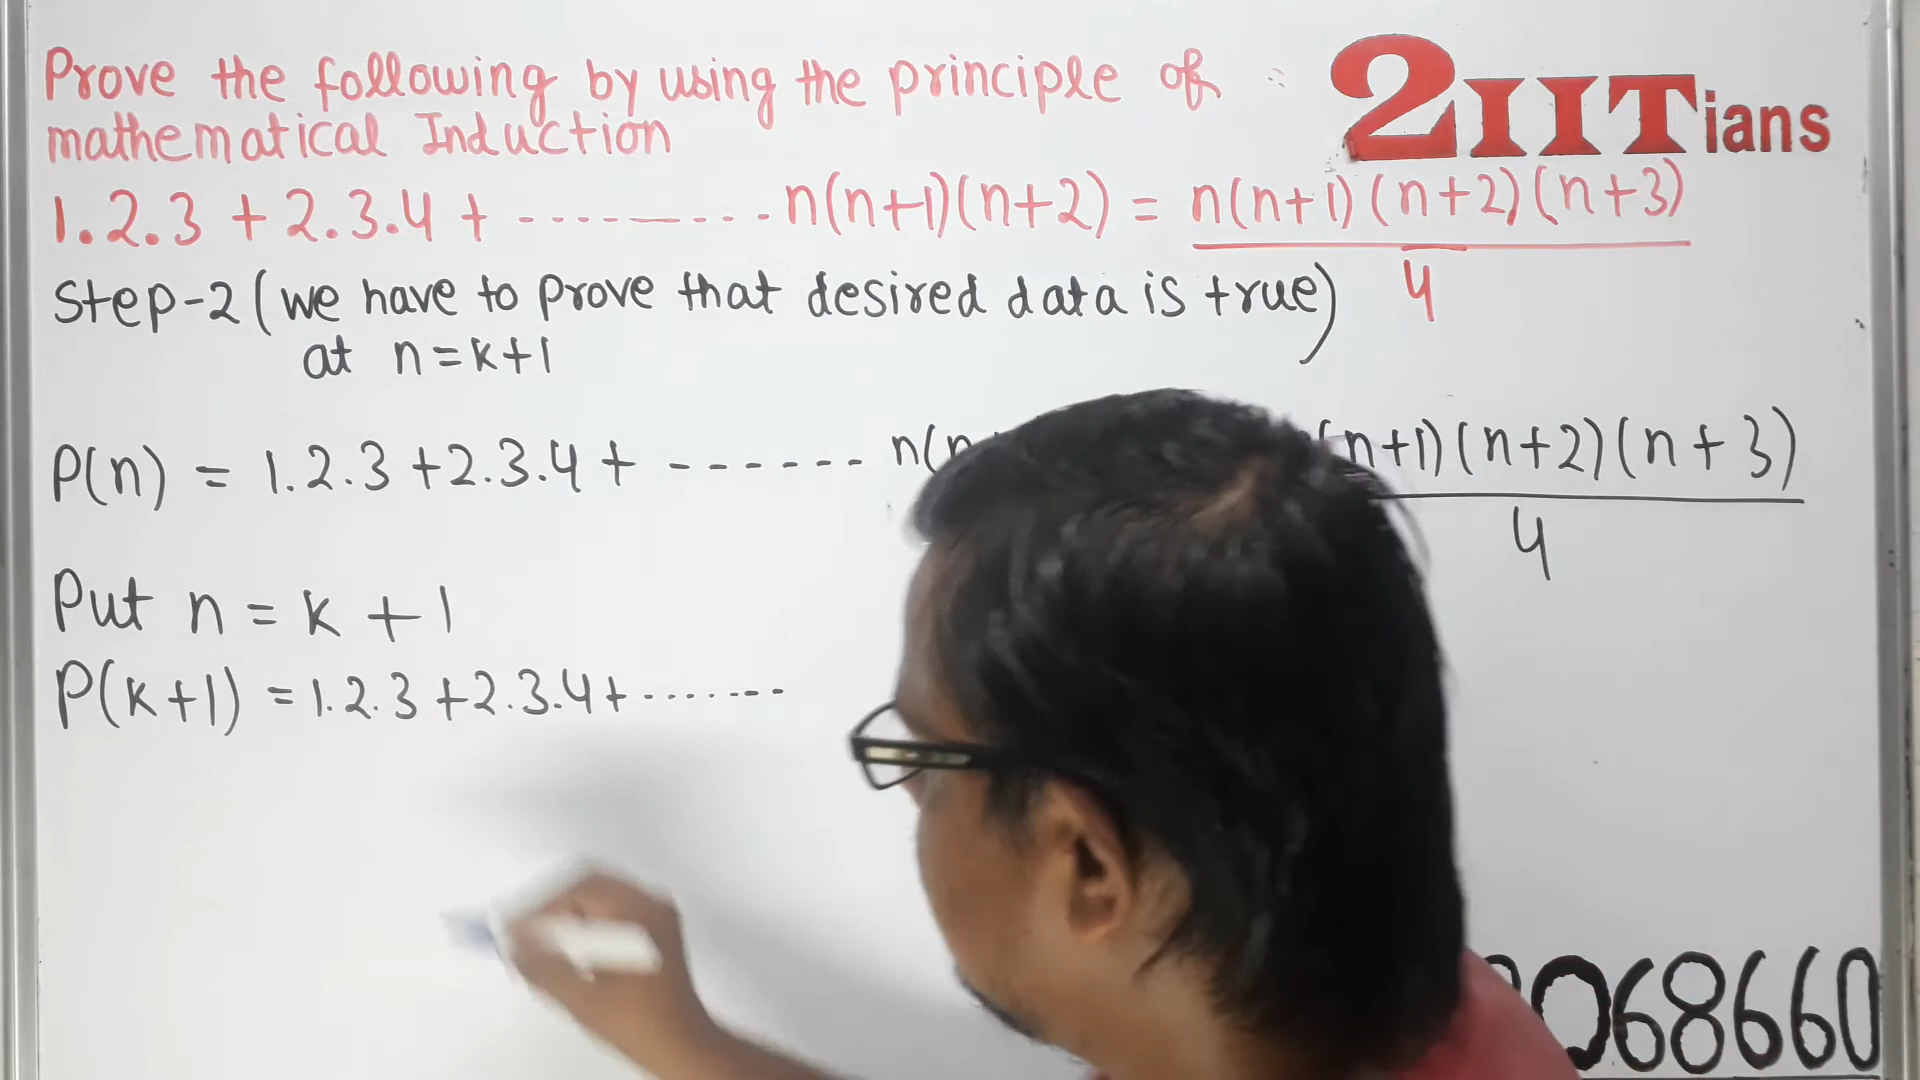 Prove the following by using the principle of
mathematical Induction
2IITians
1.2.3 + 2.3.4 + --------- n(n+1)(n+2) = n(n+1)(n+2)(n+3)
4
Step-2 (we have to prove that desired data is true)
at n=k+1
P(n) = 1.2.3 +2.3.4 + ------ n(n n+1)(n+2)(n+3)
4
Put n = k + 1
P(k+1) = 1.2.3 +2.3.4+ -------
068660